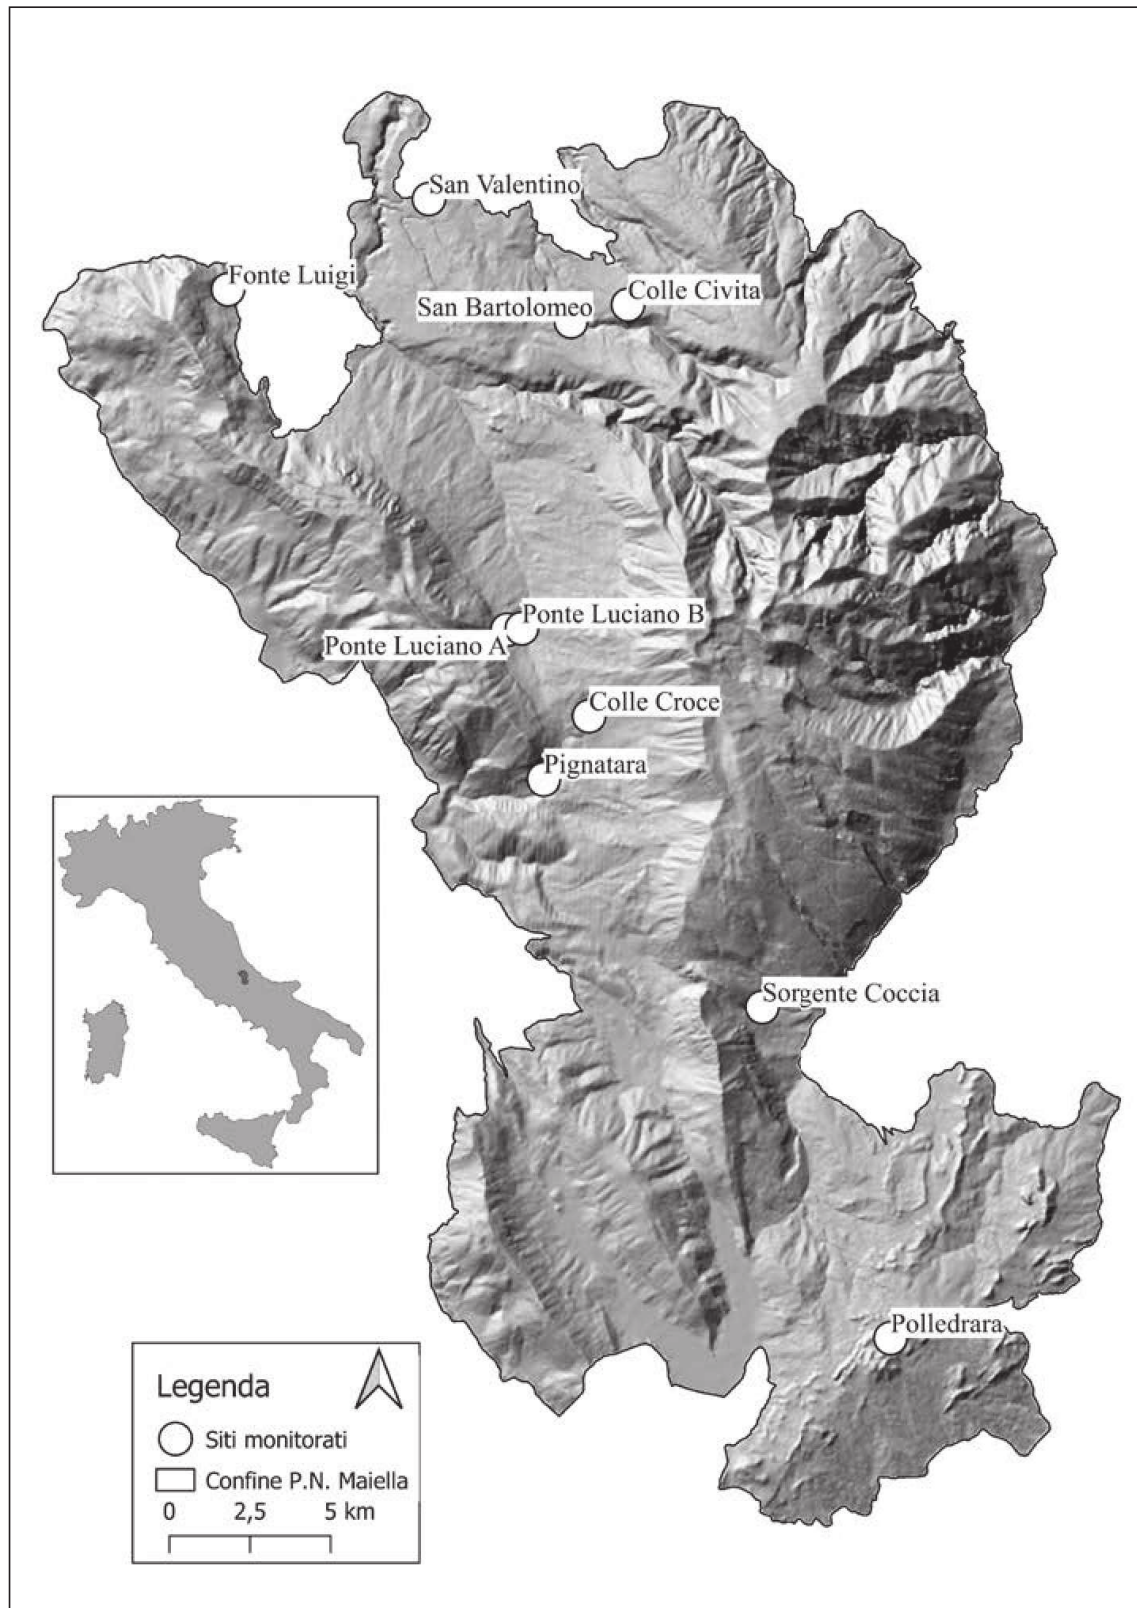 San Valentino
Fonte Luigi
Colle Civita
San Bartolomeo
Ponte Luciano B
Ponte Luciano A
Colle Croce
Pignatara
Sorgente Coccia
Polledrara
Legenda
Siti monitorati
Confine P.N. Maiella
0 2,5 5 km